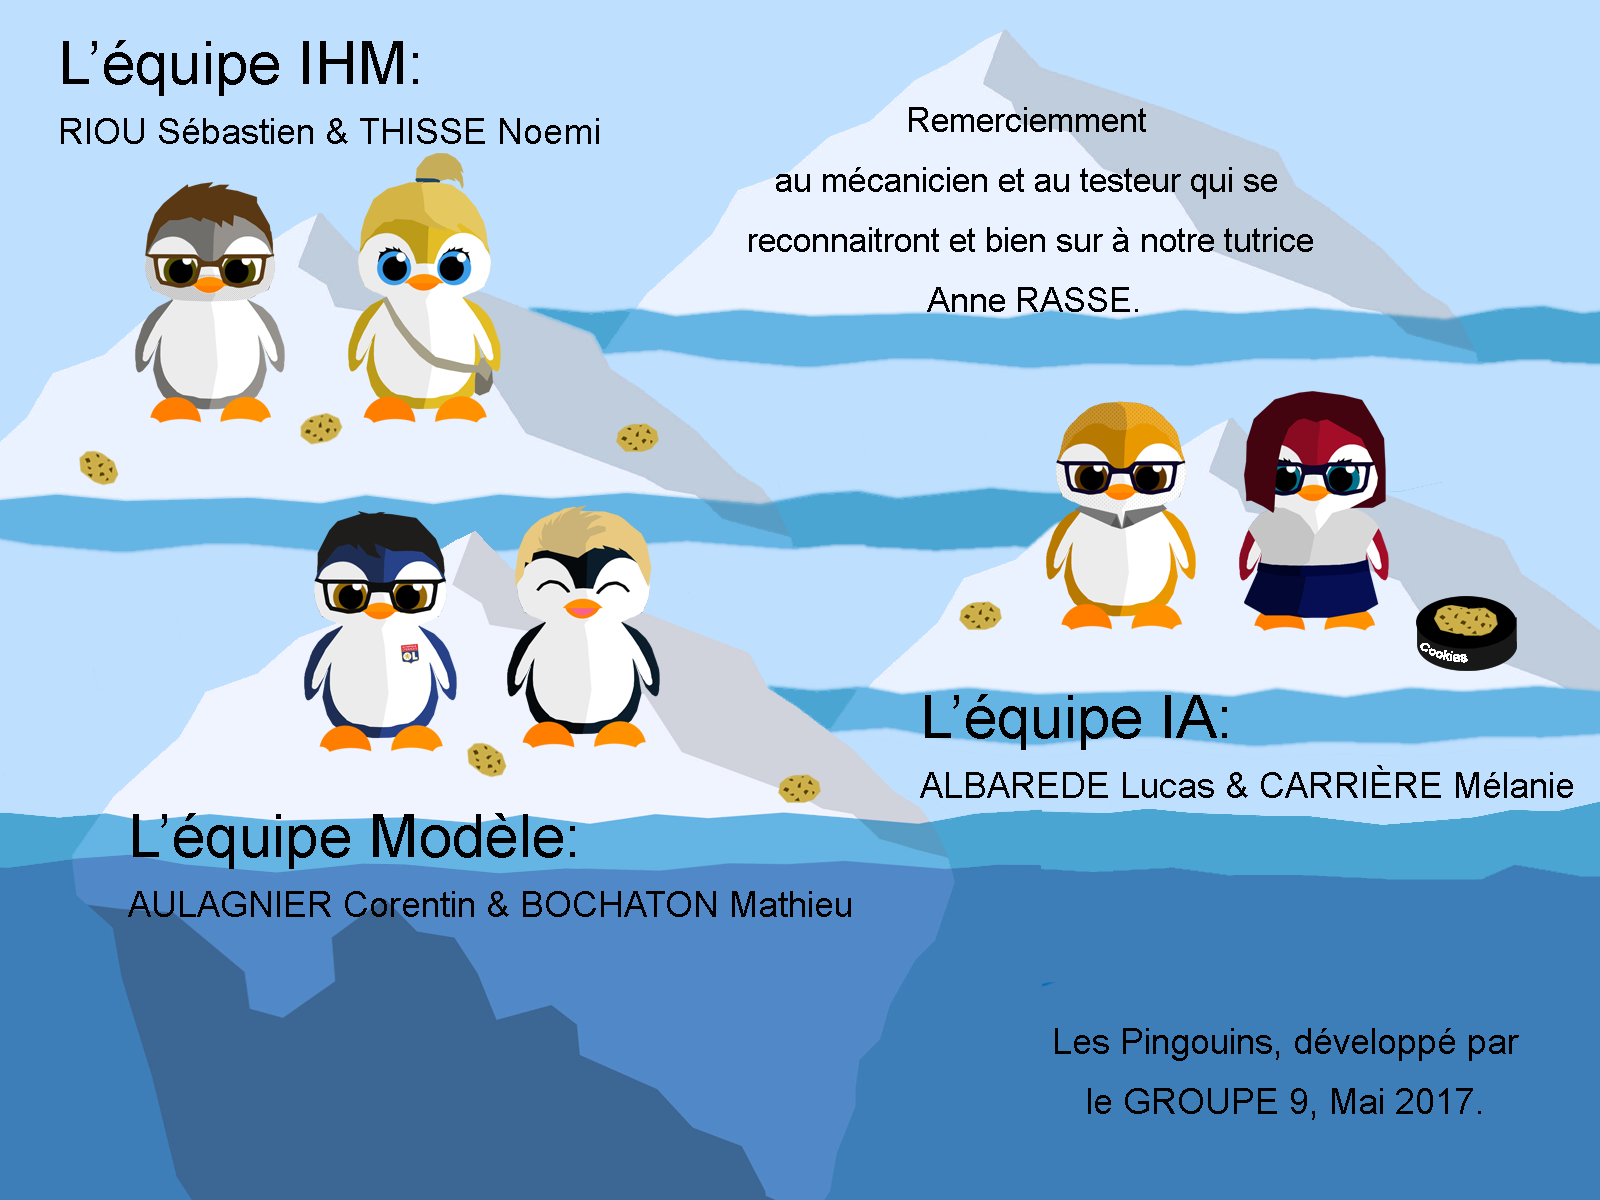 L’équipe IHM:
RIOU Sébastien & THISSE Noemi
Remerciemment
au mécanicien et au testeur qui se
reconnaitront et bien sur à notre tutrice
Anne RASSE.
OL
Cookies
L’équipe IA:
ALBAREDE Lucas & CARRIÈRE Mélanie
L’équipe Modèle:
AULAGNIER Corentin & BOCHATON Mathieu
Les Pingouins, développé par
le GROUPE 9, Mai 2017.